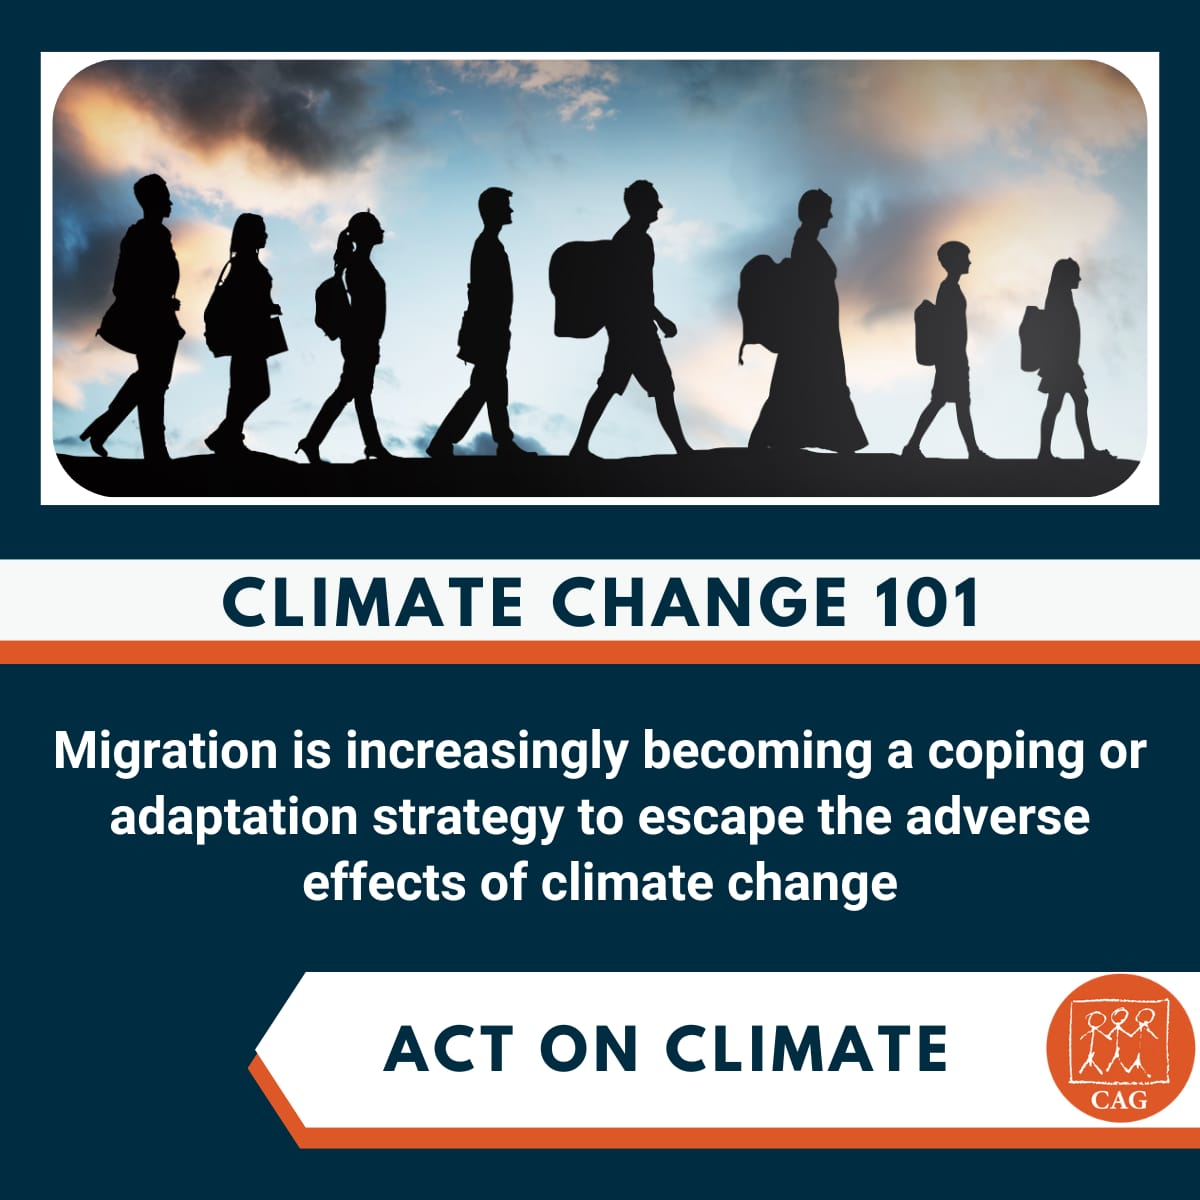 CLIMATE CHANGE 101
Migration is increasingly becoming a coping or
adaptation strategy to escape the adverse
effects of climate change
ACT ON CLIMATE
CAG